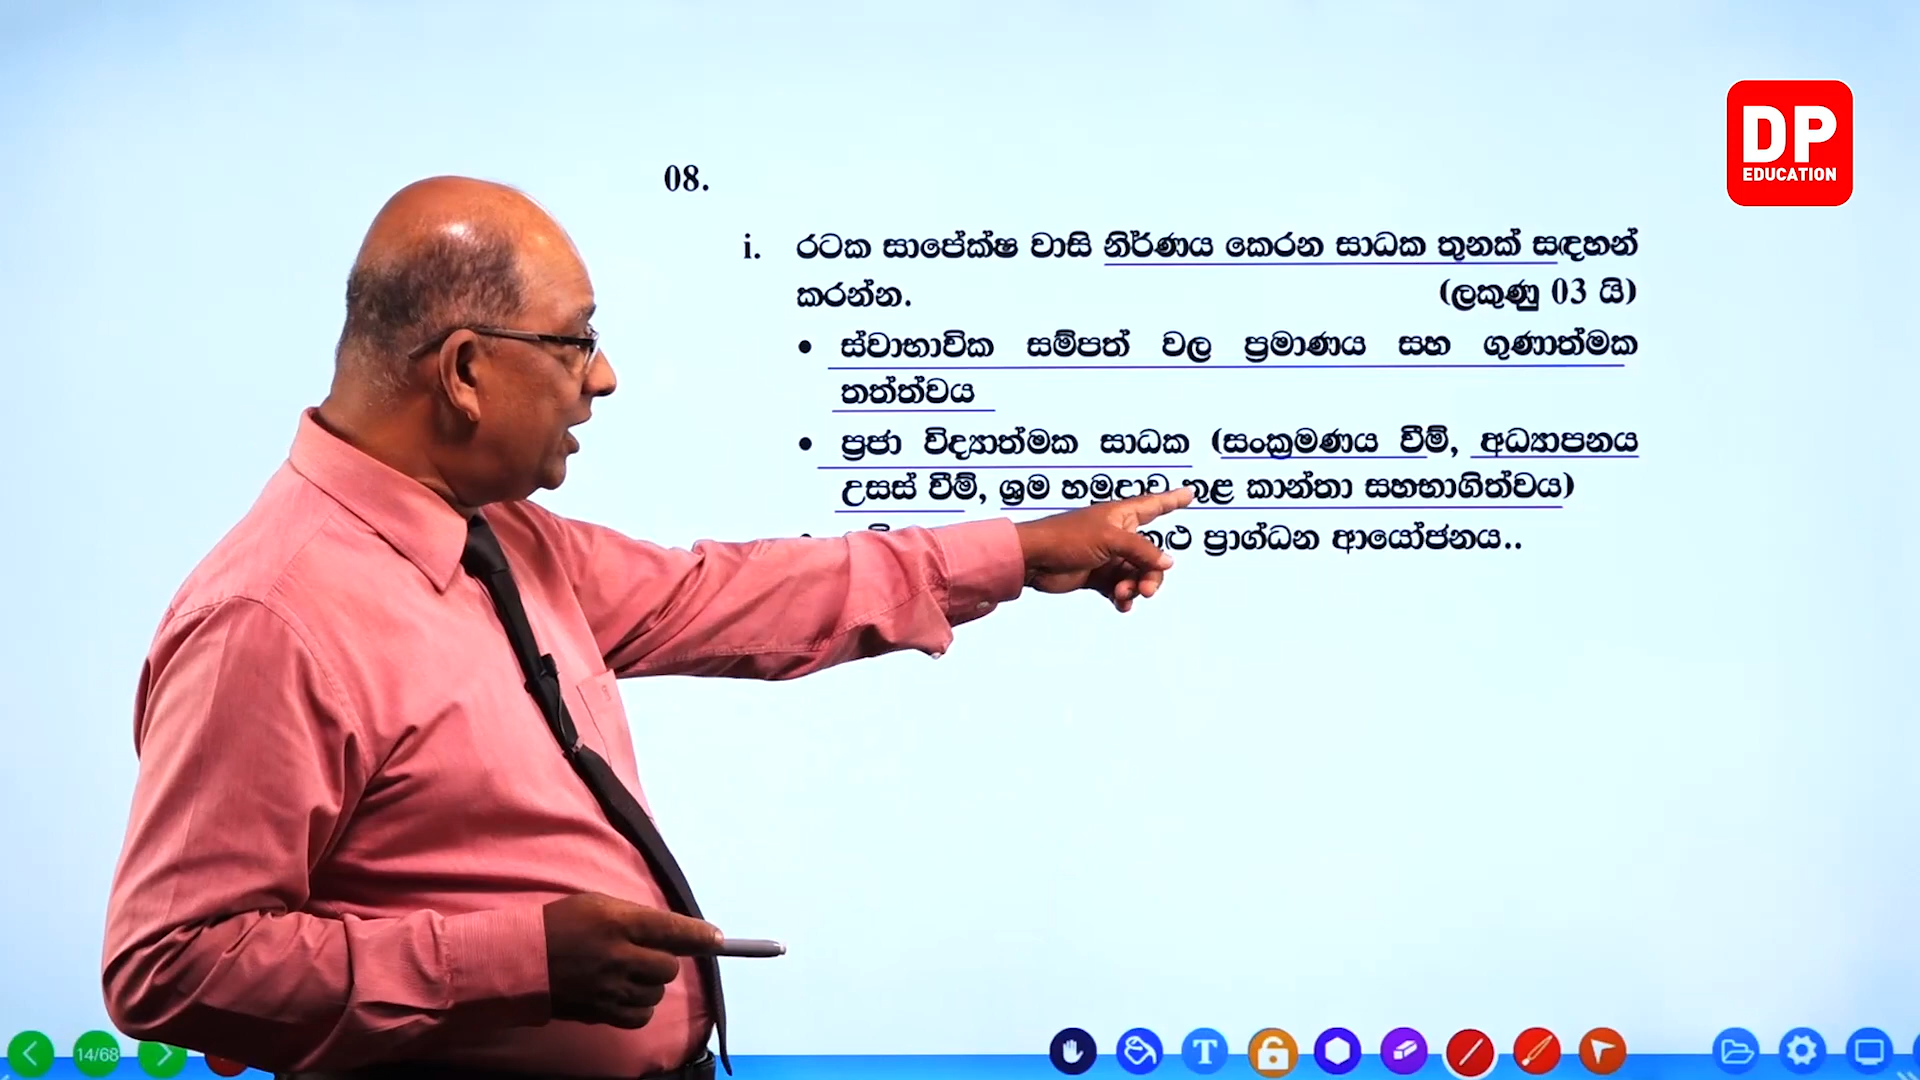 DP
EDUCATION
08.
i. රටක සාපේක්ෂ වාසි නිර්ණය කෙරන සාධක තුනක් සඳහන්
කරන්න. (ලකුණු 03 යි)
• ස්වාභාවික සම්පත් වල ප්‍රමාණය සහ ගුණාත්මක
තත්ත්වය
• ප්‍රජා විද්‍යාත්මක සාධක (සංක්‍රමණය වීම්, අධ්‍යාපනය
උසස් වීම්, ශ්‍රම හමුදාව තුළ කාන්තා සහභාගිත්වය)
ප්‍රාග්ධන ආයෝජනය..
14/68
T